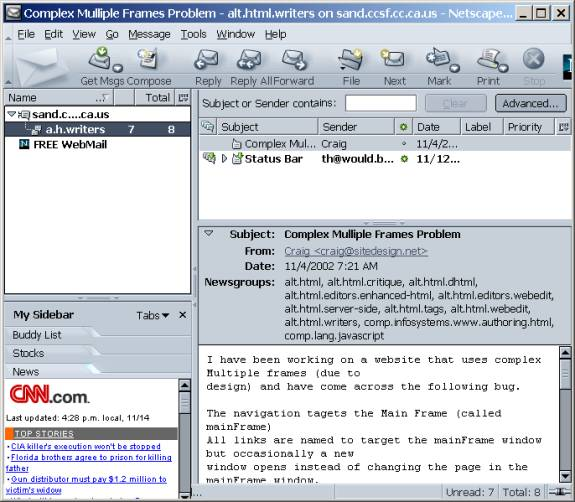 Complex Multiple Frames Problem - alt.html.writers on sand.ccsf.cc.ca.us - Netscape...
File Edit View Go Message Tools Window Help
Get Msgs Compose Reply Reply All Forward File Next Mark Print Stop
Name Total
sand.c....ca.us
a.h.writers 7 8
FREE WebMail
Subject or Sender contains: Clear Advanced...
Subject Sender Date Label Priority
Complex Mul... Craig 11/4/2...
Status Bar th@would.b... 11/12...
Subject: Complex Multiple Frames Problem
From: Craig <craig@sitedesign.net>
Date: 11/4/2002 7:21 AM
Newsgroups: alt.html, alt.html.critique, alt.html.dhtml,
alt.html.editors.enhanced-html, alt.html.editors.webedit,
alt.html.server-side, alt.html.tags, alt.html.webedit,
alt.html.writers, comp.infosystems.www.authoring.html,
comp.lang.javascript
I have been working on a website that uses complex
Multiple frames (due to
design) and have come across the following bug.
The navigation tagets the Main Frame (called
mainFrame)
All links are named to target the mainFrame window
but occasionally a new
window opens instead of changing the page in the
mainFrame window.
My Sidebar Tabs X
Buddy List
Stocks
News
CNN.com.
Last updated: 4:28 p.m. local, 11/14
TOP STORIES
CIA killer's execution won't be stopped
Florida brothers agree to prison for killing
father
Gun distributor must pay $1.2 million to
victim's widow
... Unread: 7 Total: 8